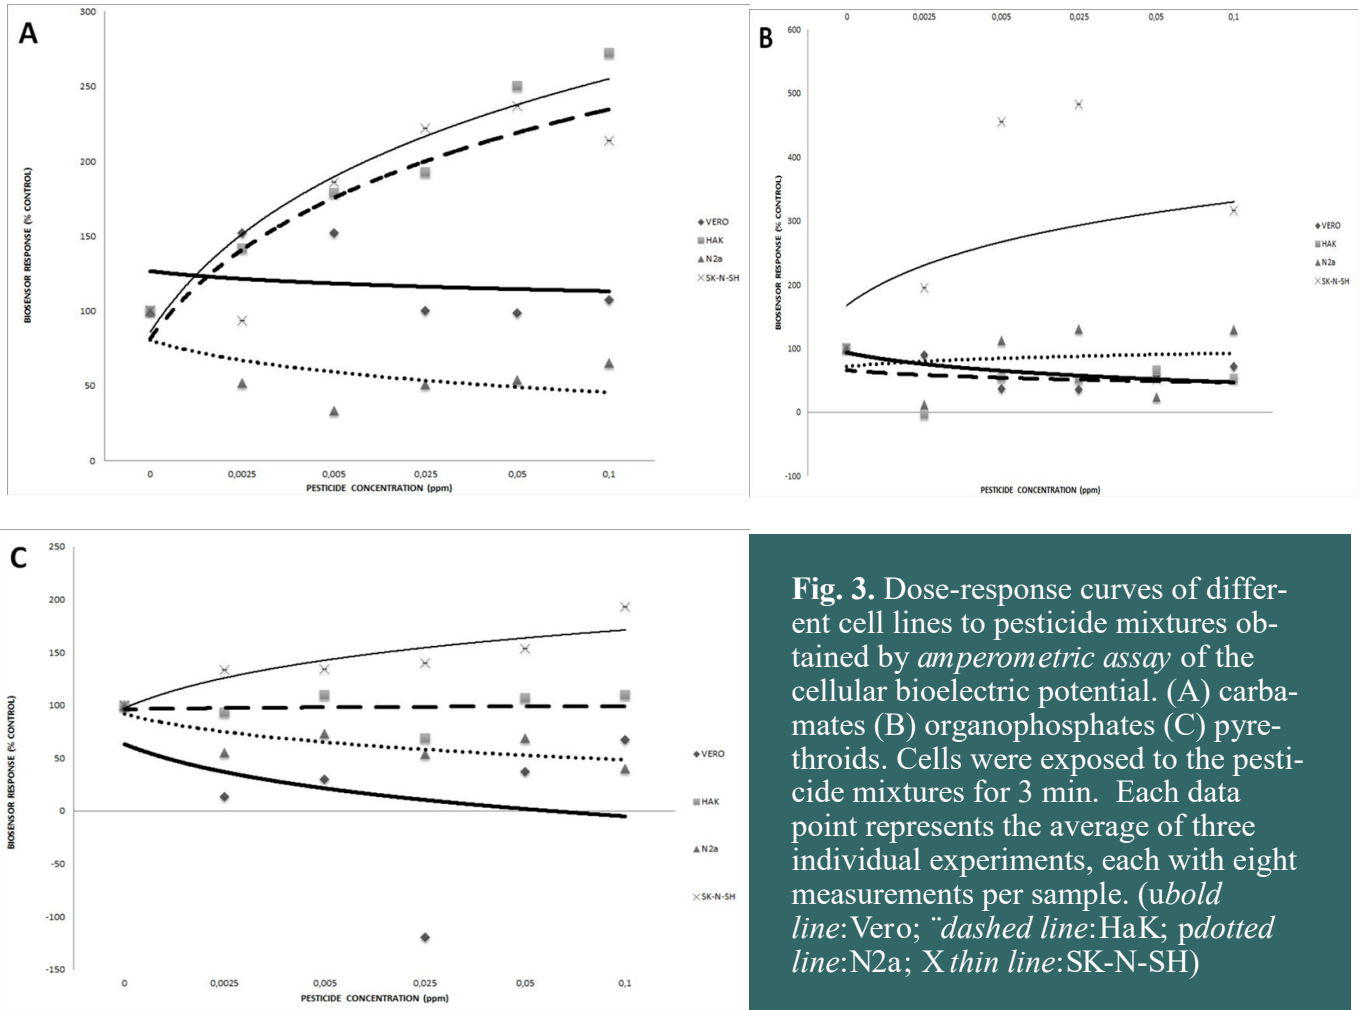 A
300
250
200
150
100
50
0
BIOSENSOR RESPONSE (% CONTROL)
0 0,0025 0,005 0,025 0,05 0,1
PESTICIDE CONCENTRATION (ppm)
VERO
HAK
N2a
SK-N-SH
B
0 0,0025 0,005 0,025 0,05 0,1
600
500
400
300
200
100
0
-100
BIOSENSOR RESPONSE (% CONTROL)
PESTICIDE CONCENTRATION (ppm)
VERO
HAK
N2a
SK-N-SH
C
250
200
150
100
50
0
-50
-100
-150
BIOSENSOR RESPONSE (% CONTROL)
0 0,0025 0,005 0,025 0,05 0,1
PESTICIDE CONCENTRATION (ppm)
VERO
HAK
N2a
SK-N-SH
Fig. 3. Dose-response curves of differ-
ent cell lines to pesticide mixtures ob-
tained by amperometric assay of the
cellular bioelectric potential. (A) carba-
mates (B) organophosphates (C) pyre-
throids. Cells were exposed to the pesti-
cide mixtures for 3 min. Each data
point represents the average of three
individual experiments, each with eight
measurements per sample. (ubold
line:Vero; ¨dashed line:HaK; pdotted
line:N2a; X thin line:SK-N-SH)